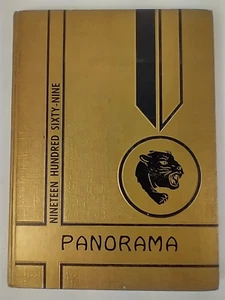 NINETEEN HUNDRED SIXTY-NINE
PANORAMA